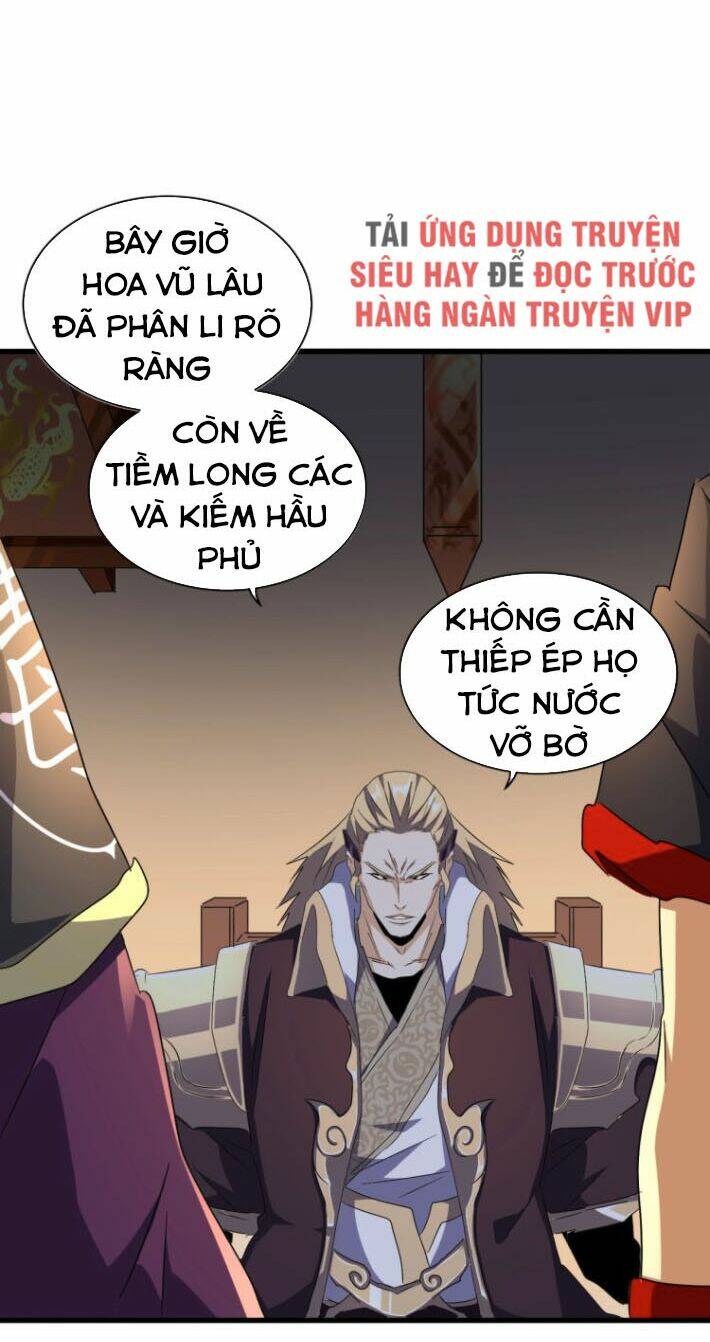 TẢI ỨNG DỤNG TRUYỆN
SIÊU HAY ĐỂ ĐỌC TRƯỚC
HÀNG NGÀN TRUYỆN VIP
BÂY GIỜ
HOA VŨ LÂU
ĐÃ PHÂN LI RÕ
RÀNG
CÒN VỀ
TIỀM LONG CÁC
VÀ KIẾM HẦU
PHỦ
KHÔNG CẦN
THIẾP ÉP HỌ
TỨC NƯỚC
VỠ BỜ